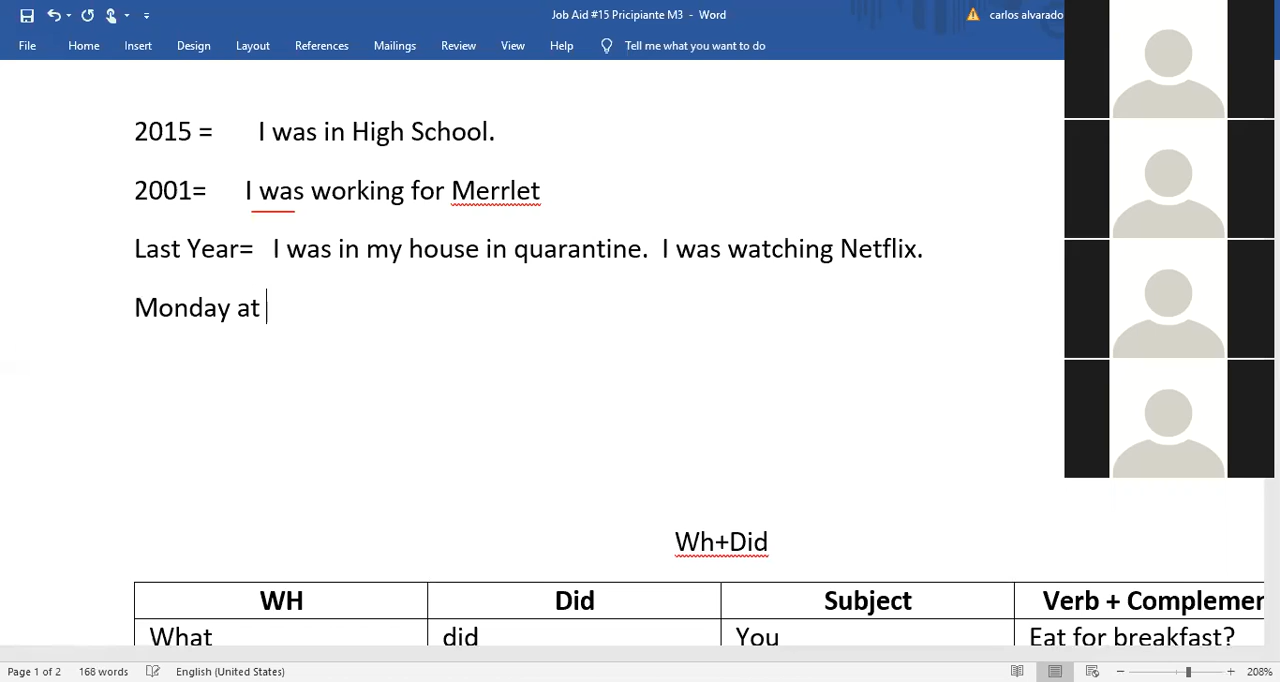 Job Aid #15 Pricipiante M3 - Word
carlos alvarado
File Home Insert Design Layout References Mailings Review View Help Tell me what you want to do
2015 = I was in High School.
2001= I was working for Merrlet
Last Year= I was in my house in quarantine. I was watching Netflix.
Monday at
Wh+Did
WH Did Subject Verb + Complemen
What did You Eat for breakfast?
Page 1 of 2 168 words English (United States) 208%